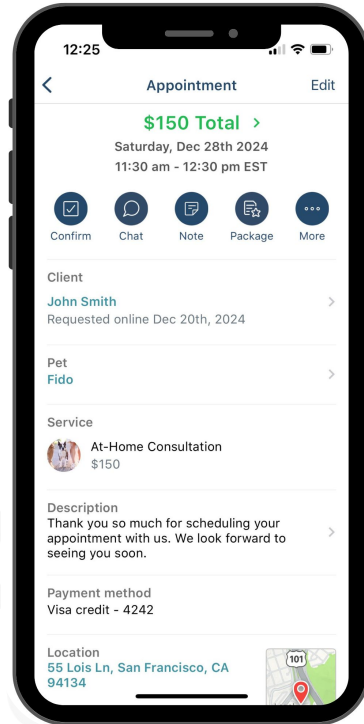 12:25
Appointment
Edit
$150 Total
Saturday, Dec 28th 2024
11:30 am - 12:30 pm EST
Confirm
Chat
Note
Package
More
Client
John Smith
Requested online Dec 20th, 2024
Pet
Fido
Service
At-Home Consultation
$150
Description
Thank you so much for scheduling your
appointment with us. We look forward to
seeing you soon.
Payment method
Visa credit - 4242
Location
55 Lois Ln, San Francisco, CA
94134
101